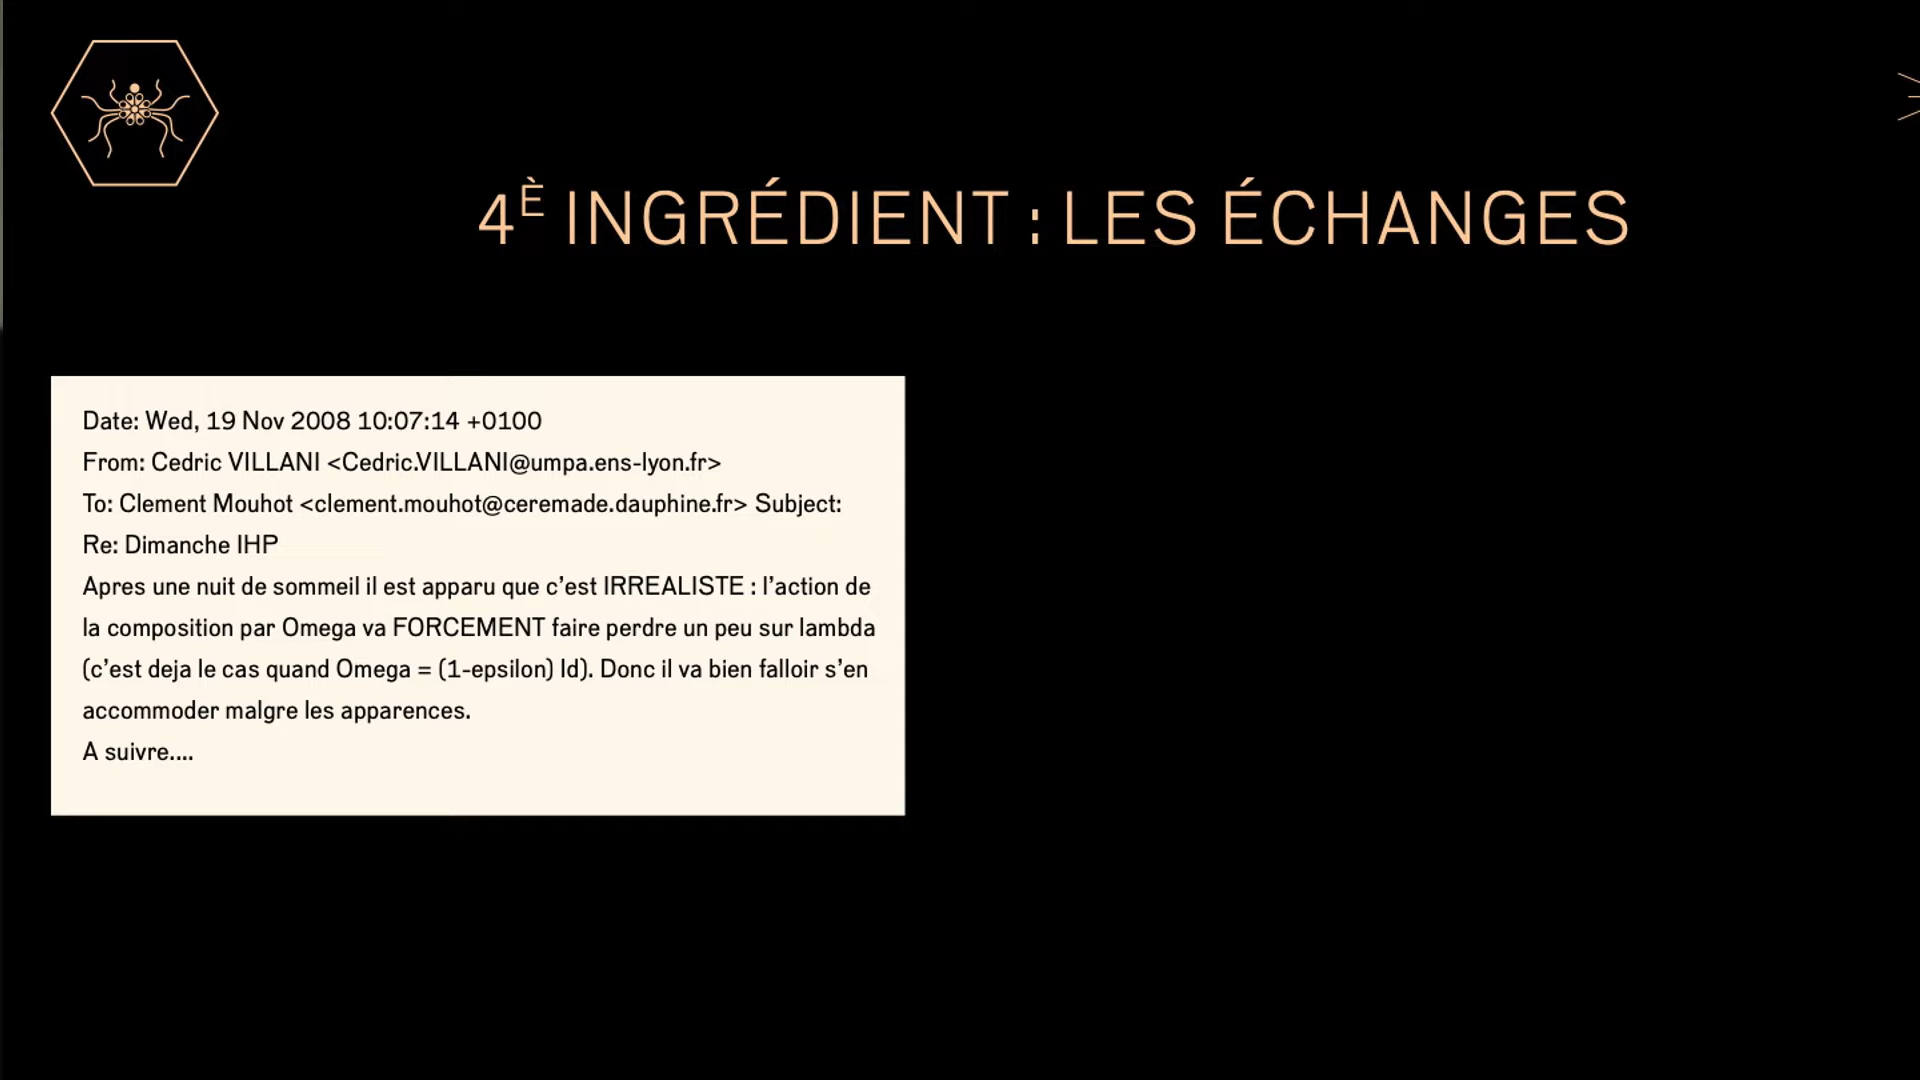 4È INGRÉDIENT : LES ÉCHANGES
Date: Wed, 19 Nov 2008 10:07:14 +0100
From: Cedric VILLANI <Cedric.VILLANI@umpa.ens-lyon.fr>
To: Clement Mouhot <clement.mouhot@ceremade.dauphine.fr> Subject:
Re: Dimanche IHP
Apres une nuit de sommeil il est apparu que c’est IRREALISTE : l’action de
la composition par Omega va FORCEMENT faire perdre un peu sur lambda
(c’est deja le cas quand Omega = (1-epsilon) Id). Donc il va bien falloir s’en
accommoder malgre les apparences.
A suivre....